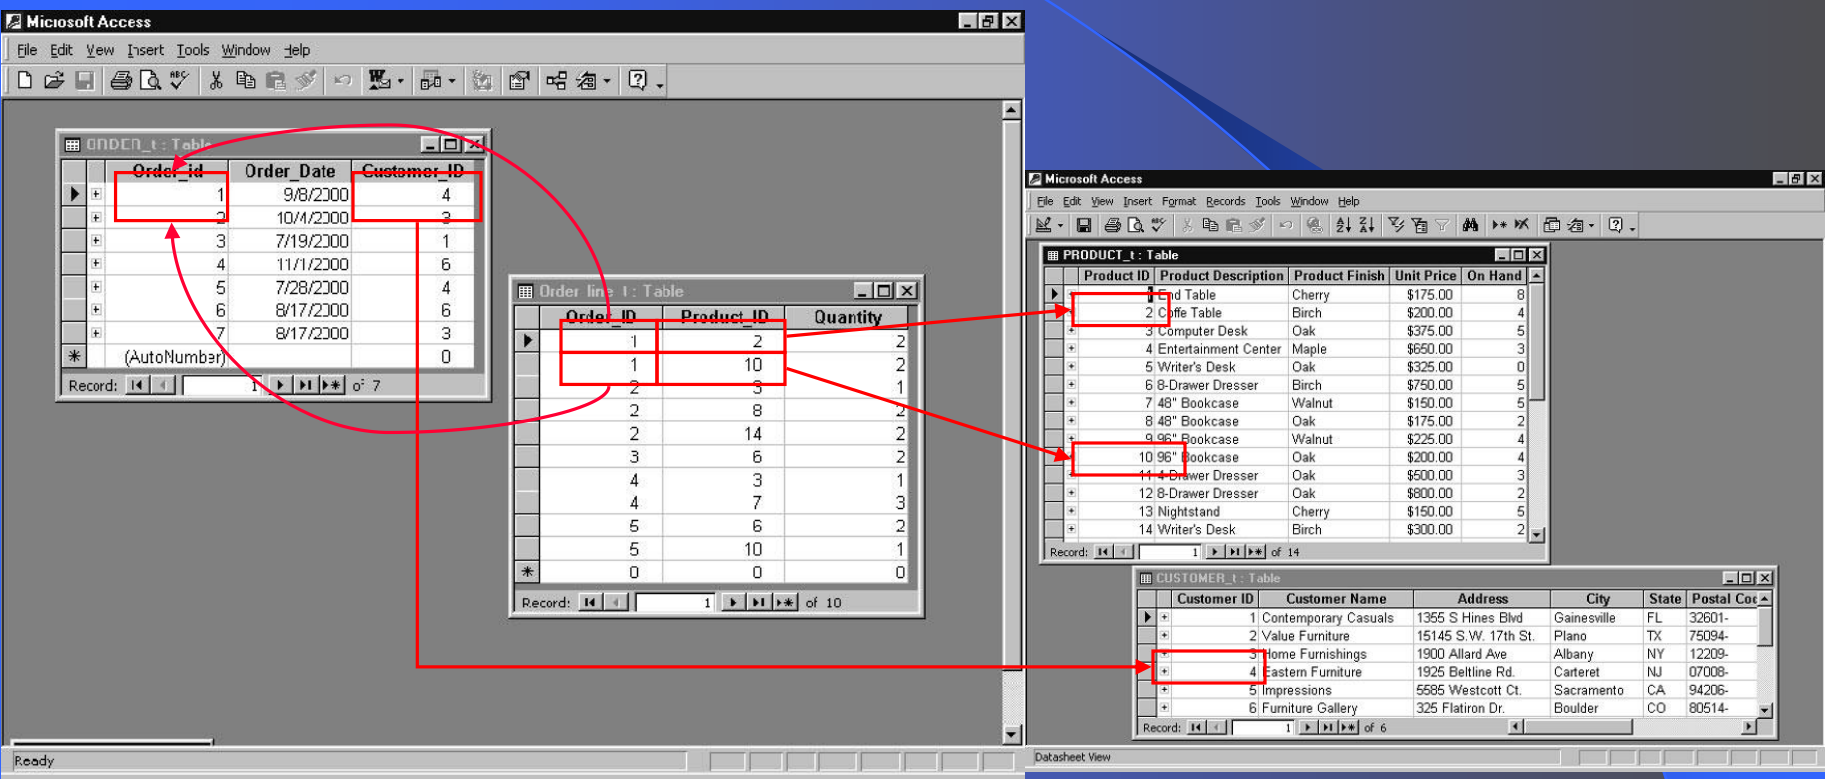 Microsoft Access
File Edit View Insert Tools Window Help
ORDER_t : Table
Order_id Order_Date Customer_ID
1 9/8/2000 4
2 10/4/2000 3
3 7/19/2000 1
4 11/1/2000 6
5 7/28/2000 4
6 8/17/2000 6
7 8/17/2000 3
(AutoNumber) 0
Record: 1 of 7
Order_line_t : Table
Order_ID Product_ID Quantity
1 2 2
1 10 2
2 3 1
2 8 2
2 14 2
3 6 2
4 3 1
4 7 3
5 6 2
5 10 1
0 0 0
Record: 1 of 10
Ready
Microsoft Access
File Edit View Insert Format Records Tools Window Help
PRODUCT_t : Table
Product ID Product Description Product Finish Unit Price On Hand
1 End Table Cherry $175.00 8
2 Coffe Table Birch $200.00 4
3 Computer Desk Oak $375.00 5
4 Entertainment Center Maple $650.00 3
5 Writer's Desk Oak $325.00 0
6 8-Drawer Dresser Birch $750.00 5
7 48" Bookcase Walnut $150.00 5
8 48" Bookcase Oak $175.00 2
9 96" Bookcase Walnut $225.00 4
10 96" Bookcase Oak $200.00 4
11 4-Drawer Dresser Oak $500.00 3
12 8-Drawer Dresser Oak $800.00 2
13 Nightstand Cherry $150.00 5
14 Writer's Desk Birch $300.00 2
Record: 1 of 14
CUSTOMER_t : Table
Customer ID Customer Name Address City State Postal Coc
1 Contemporary Casuals 1355 S Hines Blvd Gainesville FL 32601-
2 Value Furniture 15145 S.W. 17th St. Plano TX 75094-
3 Home Furnishings 1900 Allard Ave Albany NY 12209-
4 Eastern Furniture 1925 Beltline Rd. Carteret NJ 07008-
5 Impressions 5585 Westcott Ct. Sacramento CA 94206-
6 Furniture Gallery 325 Flatiron Dr. Boulder CO 80514-
Record: 1 of 6
Datasheet View